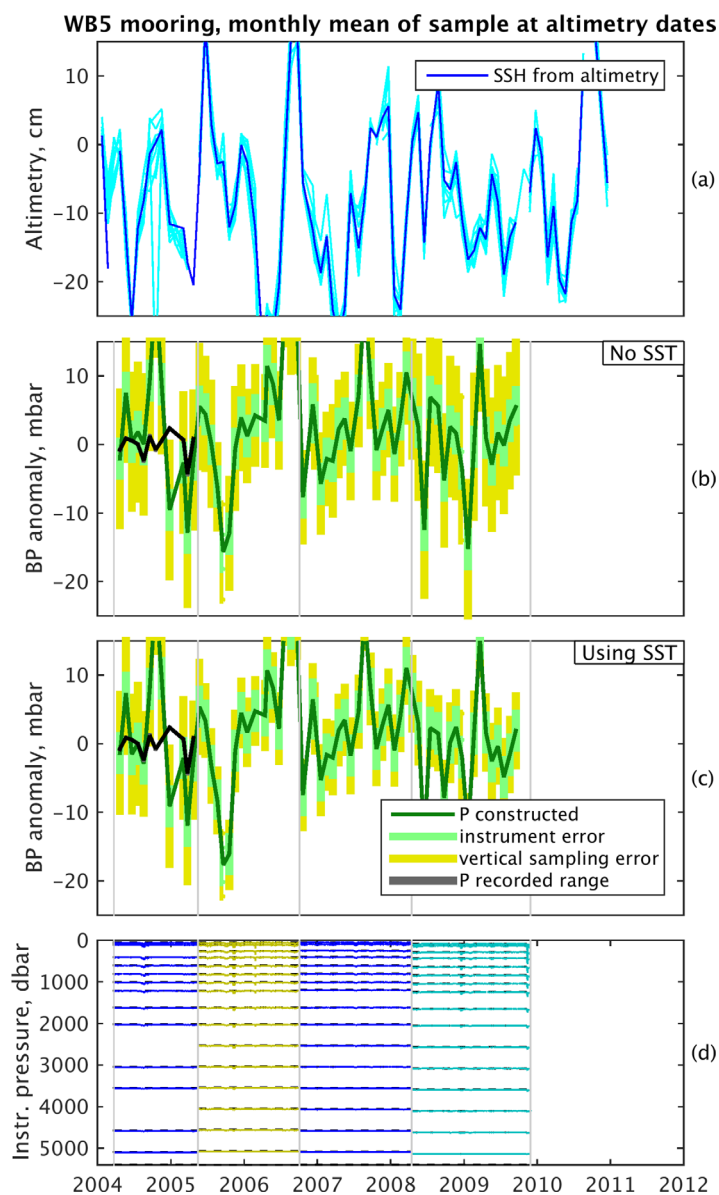 WB5 mooring, monthly mean of sample at altimetry dates
10
0
−10
−20
Altimetry, cm
SSH from altimetry
(a)
10
0
−10
−20
BP anomaly, mbar
No SST
(b)
10
0
−10
−20
BP anomaly, mbar
Using SST
P constructed
instrument error
vertical sampling error
P recorded range
(c)
0
1000
2000
3000
4000
5000
Instr. pressure, dbar
(d)
2004 2005 2006 2007 2008 2009 2010 2011 2012